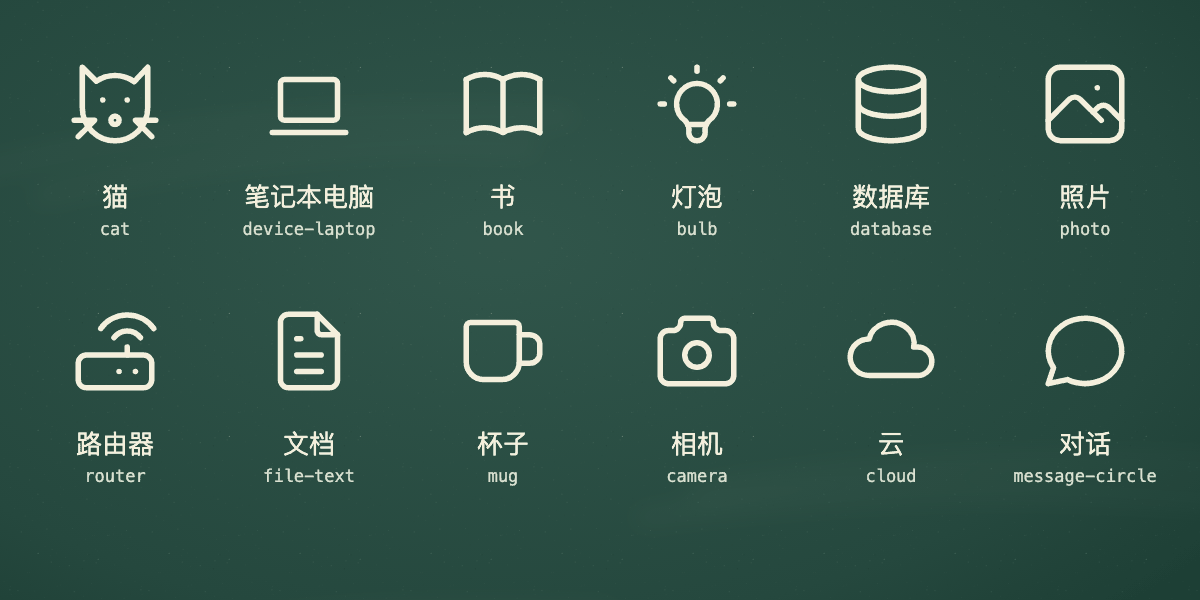 猫
cat
笔记本电脑
device-laptop
书
book
灯泡
bulb
数据库
database
照片
photo
路由器
router
文档
file-text
杯子
mug
相机
camera
云
cloud
对话
message-circle